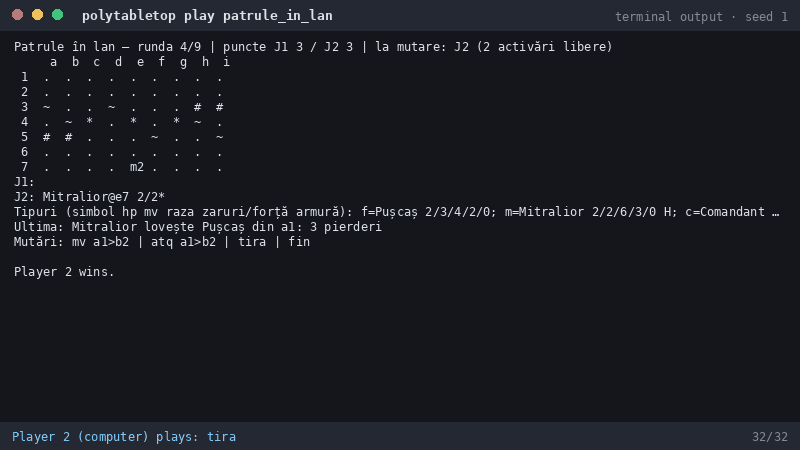 polytabletop play patrule_in_lan
terminal output · seed 1
Patrule în lan — runda 4/9 | puncte J1 3 / J2 3 | la mutare: J2 (2 activări libere)
a b c d e f g h i
1 . . . . . . . . .
2 . . . . . . . . .
3 ~ . . ~ . . . # #
4 . ~ * . * . * ~ .
5 # # . . . ~ . . ~
6 . . . . . . . . .
7 . . . . m2 . . . .
J1:
J2: Mitralior@e7 2/2*
Tipuri (simbol hp mv raza zaruri/forță armură): f=Pușcaș 2/3/4/2/0; m=Mitralior 2/2/6/3/0 H; c=Comandant …
Ultima: Mitralior lovește Pușcaș din a1: 3 pierderi
Mutări: mv a1>b2 | atq a1>b2 | tira | fin
Player 2 wins.
Player 2 (computer) plays: tira
32/32